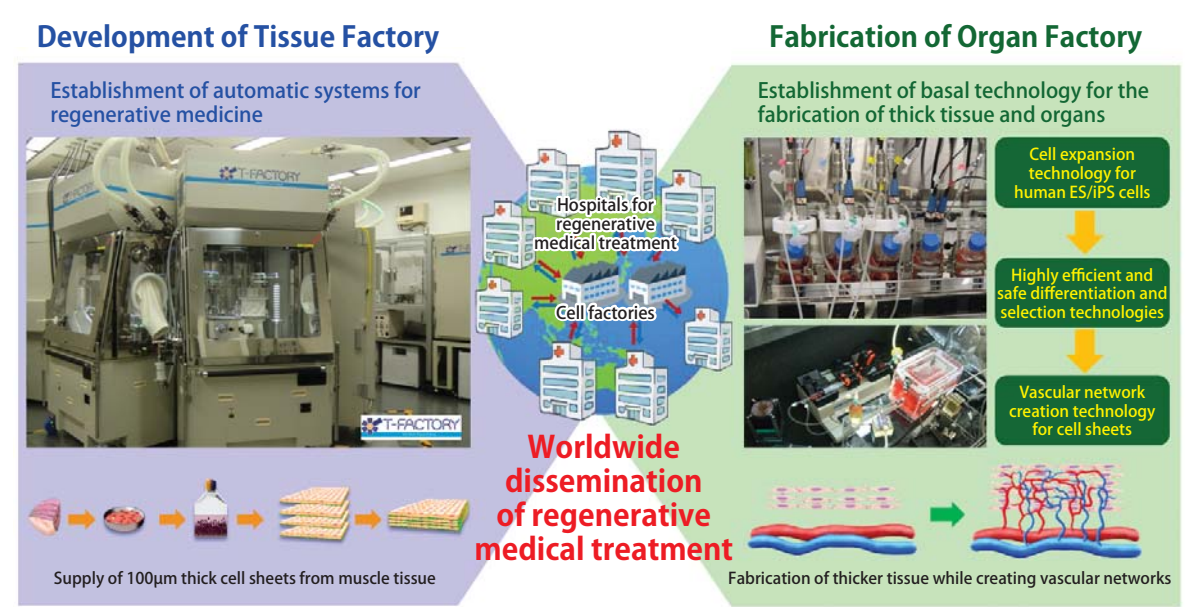 Development of Tissue Factory
Establishment of automatic systems for
regenerative medicine
T-FACTORY
T-FACTORY
Supply of 100μm thick cell sheets from muscle tissue
Hospitals for
regenerative
medical treatment
Cell factories
Worldwide
dissemination
of regenerative
medical treatment
Fabrication of Organ Factory
Establishment of basal technology for the
fabrication of thick tissue and organs
Cell expansion
technology for
human ES/iPS cells
Highly efficient and
safe differentiation and
selection technologies
Vascular network
creation technology
for cell sheets
Fabrication of thicker tissue while creating vascular networks